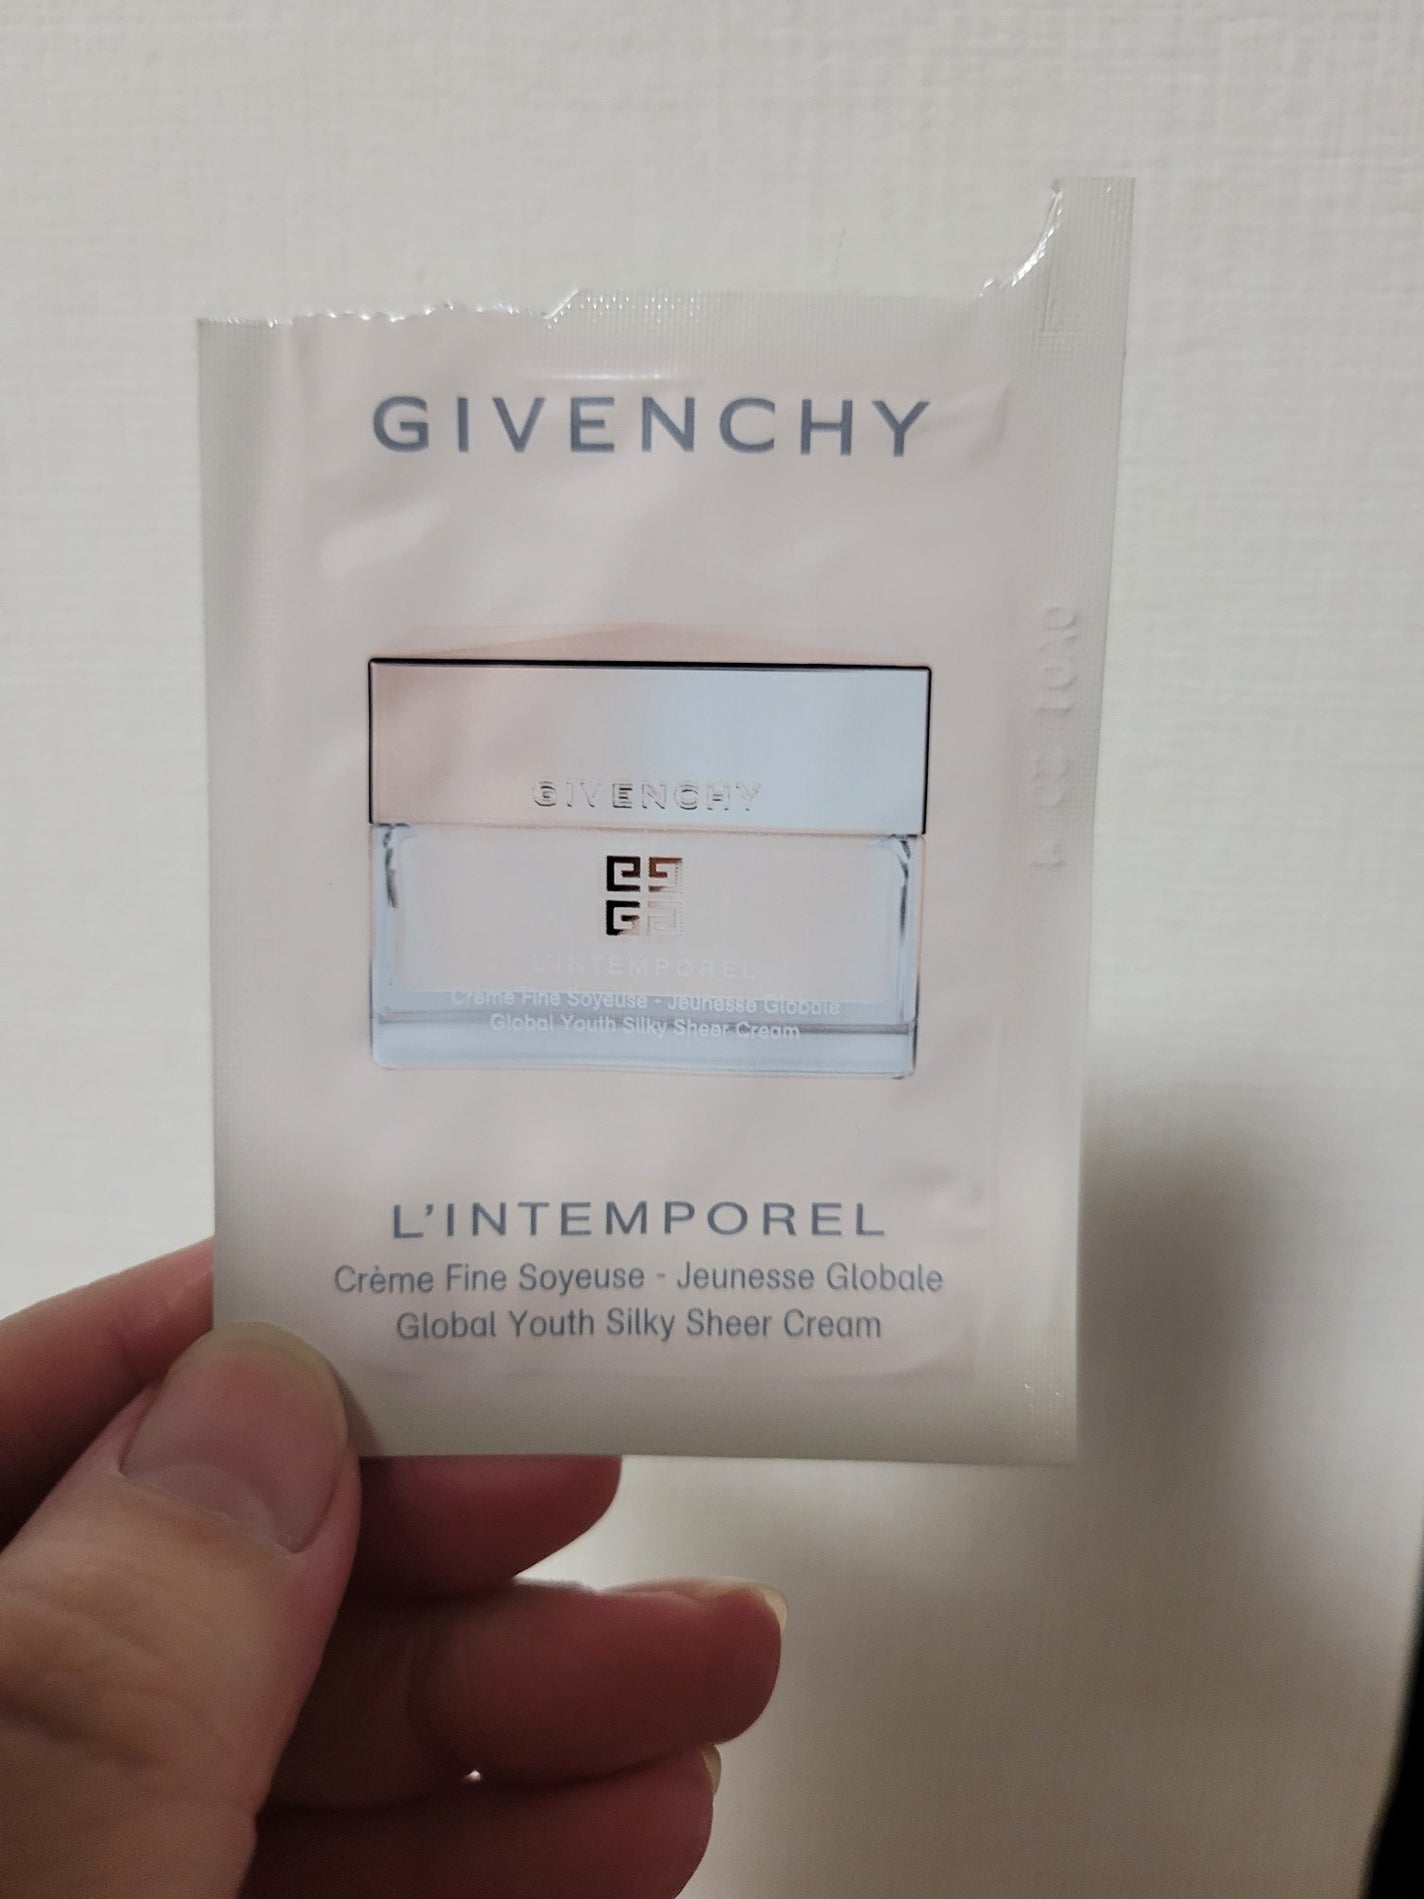 GIVENCHY
GIVENCHY
L'INTEMPOREL
Crème Fine Soyeuse - Jeunesse Globale
Global Youth Silky Sheer Cream
L'INTEMPOREL
Crème Fine Soyeuse - Jeunesse Globale
Global Youth Silky Sheer Cream